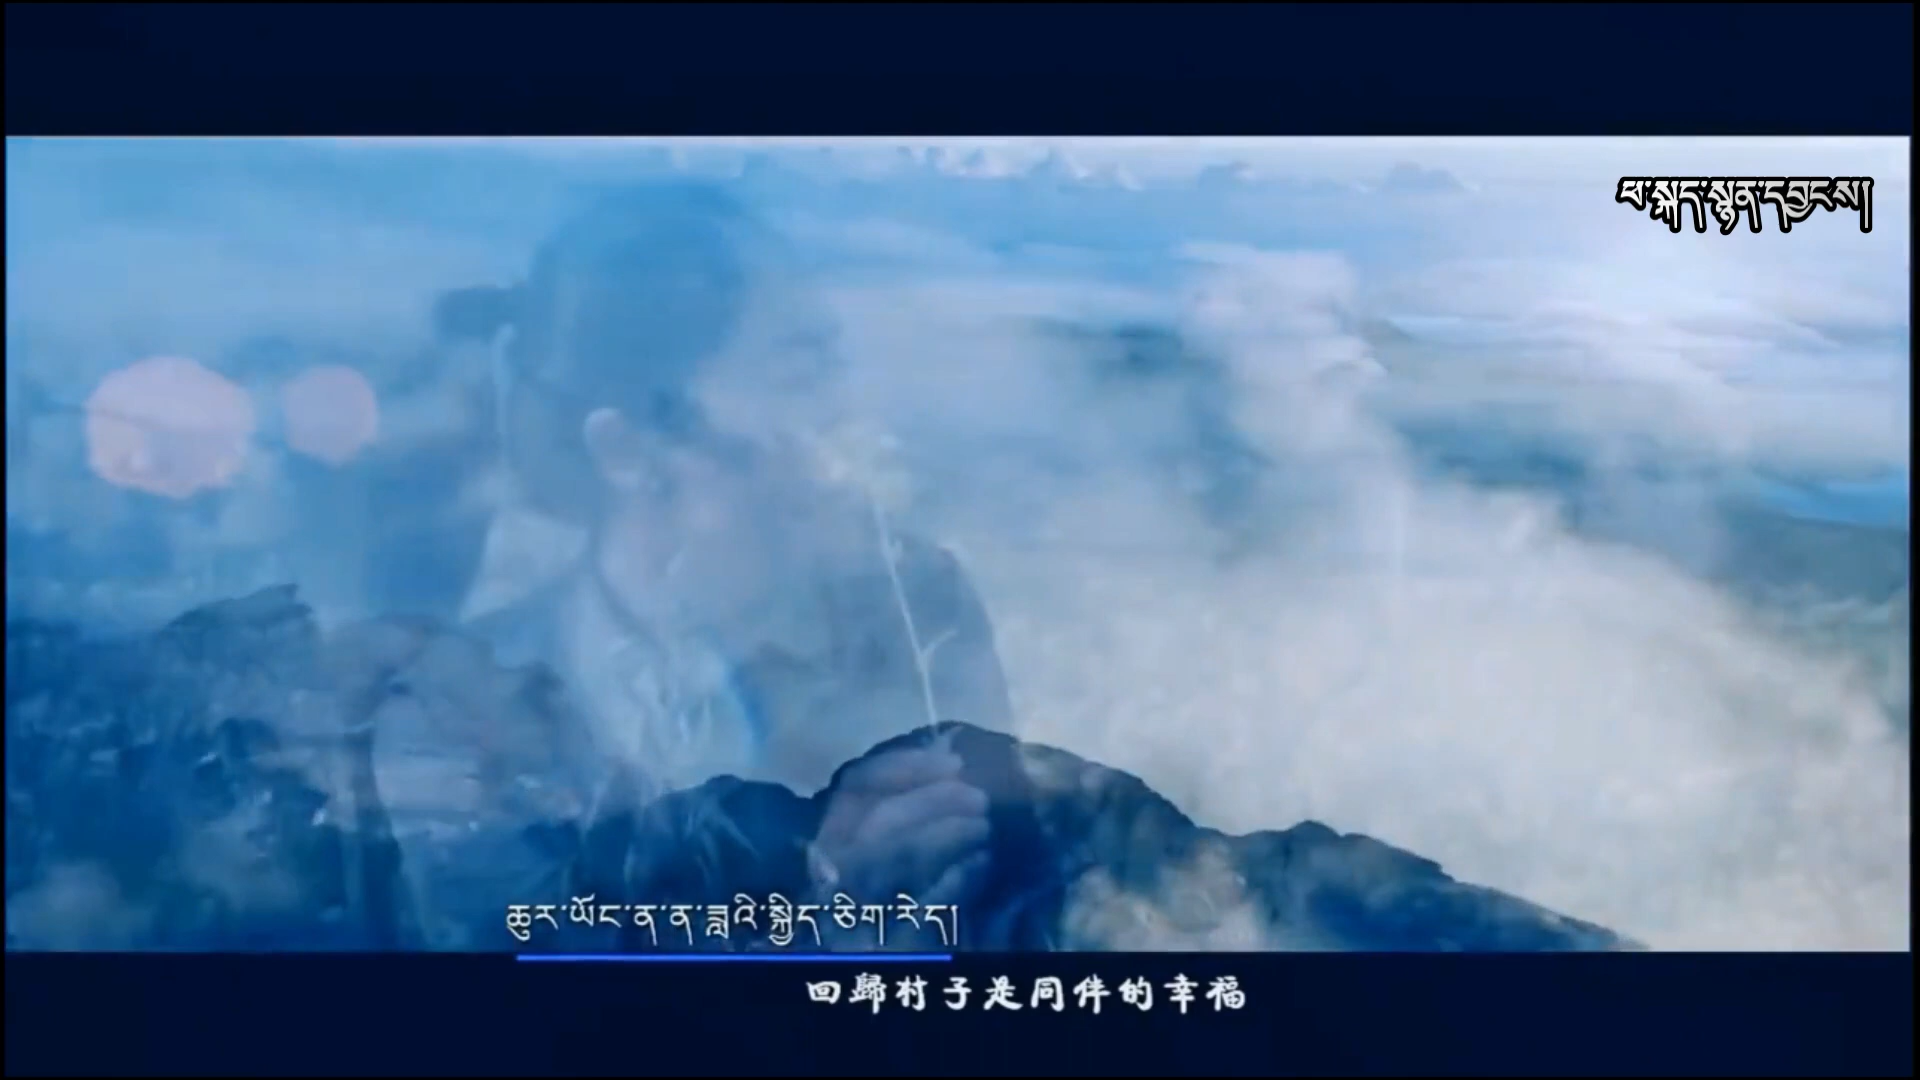 ཕ་སྐད་སྙན་དབྱངས།
ཆུར་ཡོང་ན་ན་ཟླའི་སྐྱིད་ཅིག་རེད།
回歸村子是同伴的幸福